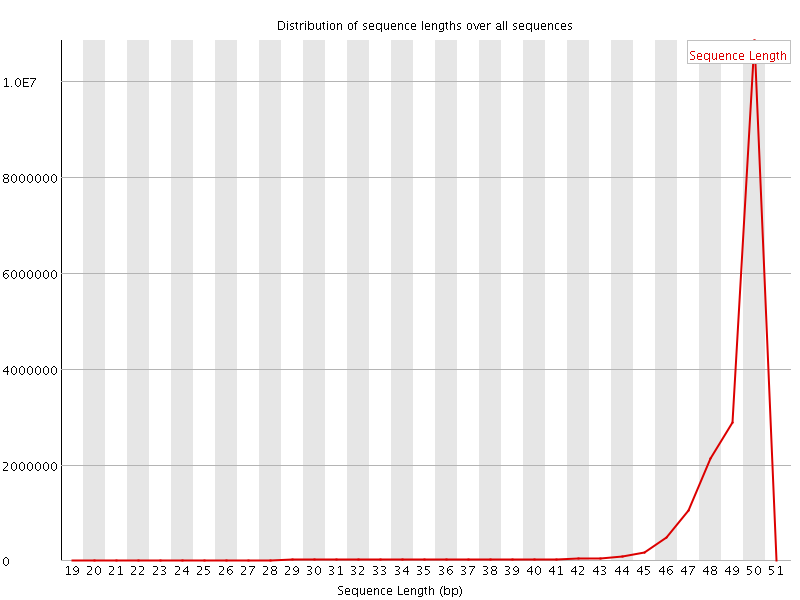 Distribution of sequence lengths over all sequences
Sequence Length
1.0E7
8000000
6000000
4000000
2000000
0
19 20 21 22 23 24 25 26 27 28 29 30 31 32 33 34 35 36 37 38 39 40 41 42 43 44 45 46 47 48 49 50 51
Sequence Length (bp)